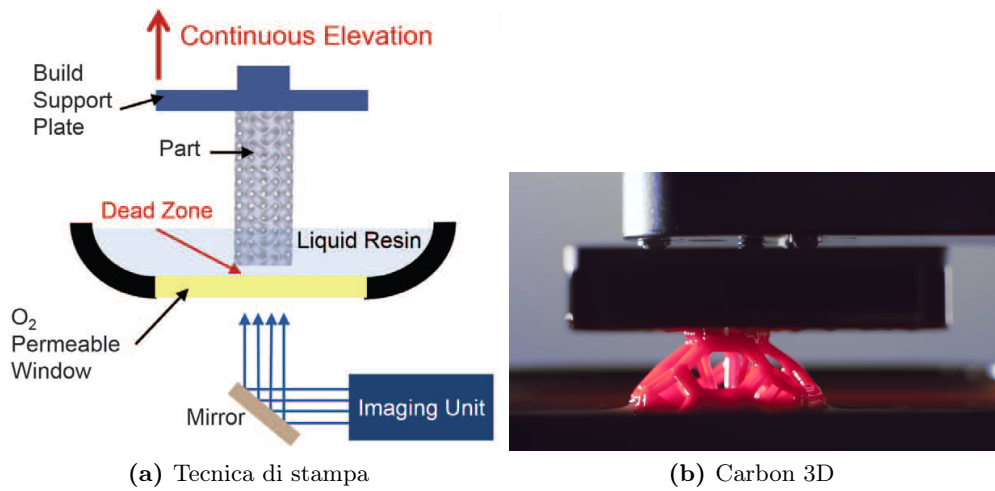 Continuous Elevation
Build
Support
Plate
Part
Dead Zone
Liquid Resin
O₂
Permeable
Window
Mirror
Imaging Unit
(a) Tecnica di stampa
(b) Carbon 3D